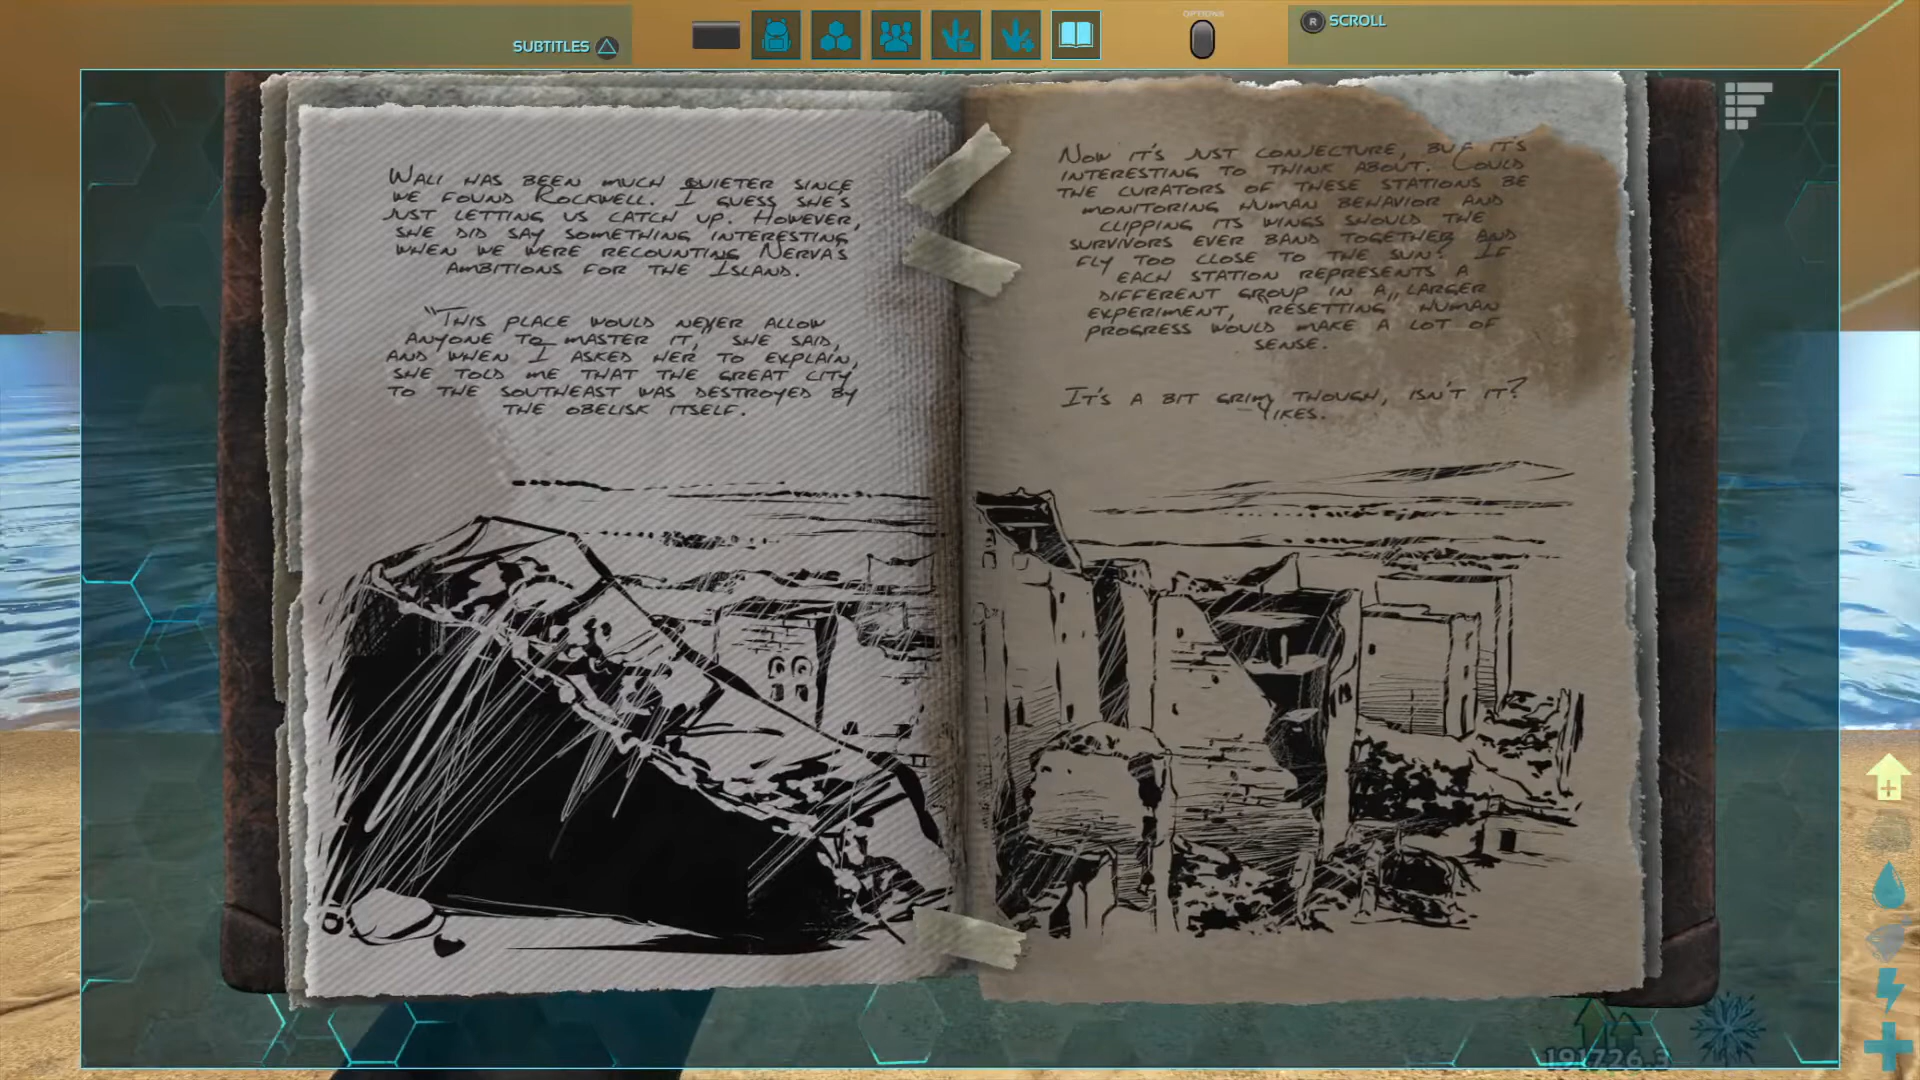 OPTIONS
SUBTITLES
R SCROLL
WALI HAS BEEN MUCH QUIETER SINCE
WE FOUND ROCKWELL. I GUESS SHE'S
JUST LETTING US CATCH UP. HOWEVER,
SHE DID SAY SOMETHING INTERESTING
WHEN WE WERE RECOUNTING NERVA'S
AMBITIONS FOR THE ISLAND.
"THIS PLACE WOULD NEVER ALLOW
ANYONE TO MASTER IT," SHE SAID,
AND WHEN I ASKED HER TO EXPLAIN,
SHE TOLD ME THAT THE GREAT CITY
TO THE SOUTHEAST WAS DESTROYED BY
THE OBELISK ITSELF.
NOW IT'S JUST CONJECTURE, BUT IT'S
INTERESTING TO THINK ABOUT. COULD
THE CURATORS OF THESE STATIONS BE
MONITORING HUMAN BEHAVIOR AND
CLIPPING ITS WINGS SHOULD THE
SURVIVORS EVER BAND TOGETHER AND
FLY TOO CLOSE TO THE SUN? IF
EACH STATION REPRESENTS A
DIFFERENT GROUP IN A LARGER
EXPERIMENT, "RESETTING" HUMAN
PROGRESS WOULD MAKE A LOT OF
SENSE.
IT'S A BIT GRIM THOUGH, ISN'T IT?
YIKES.
191726.3